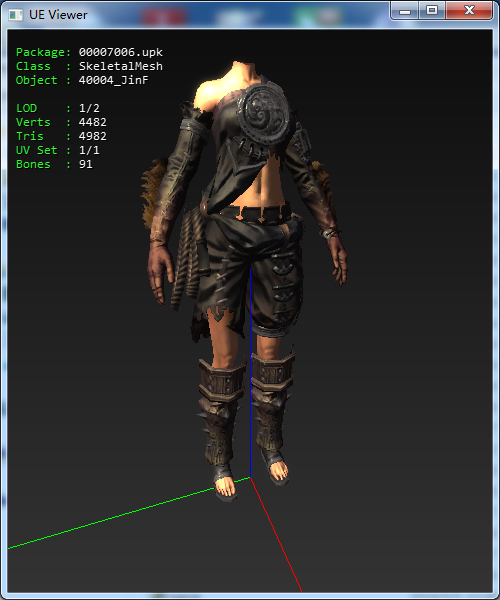 UE Viewer
Package: 00007006.upk
Class : SkeletalMesh
Object : 40004_JinF
LOD : 1/2
Verts : 4482
Tris : 4982
UV Set : 1/1
Bones : 91